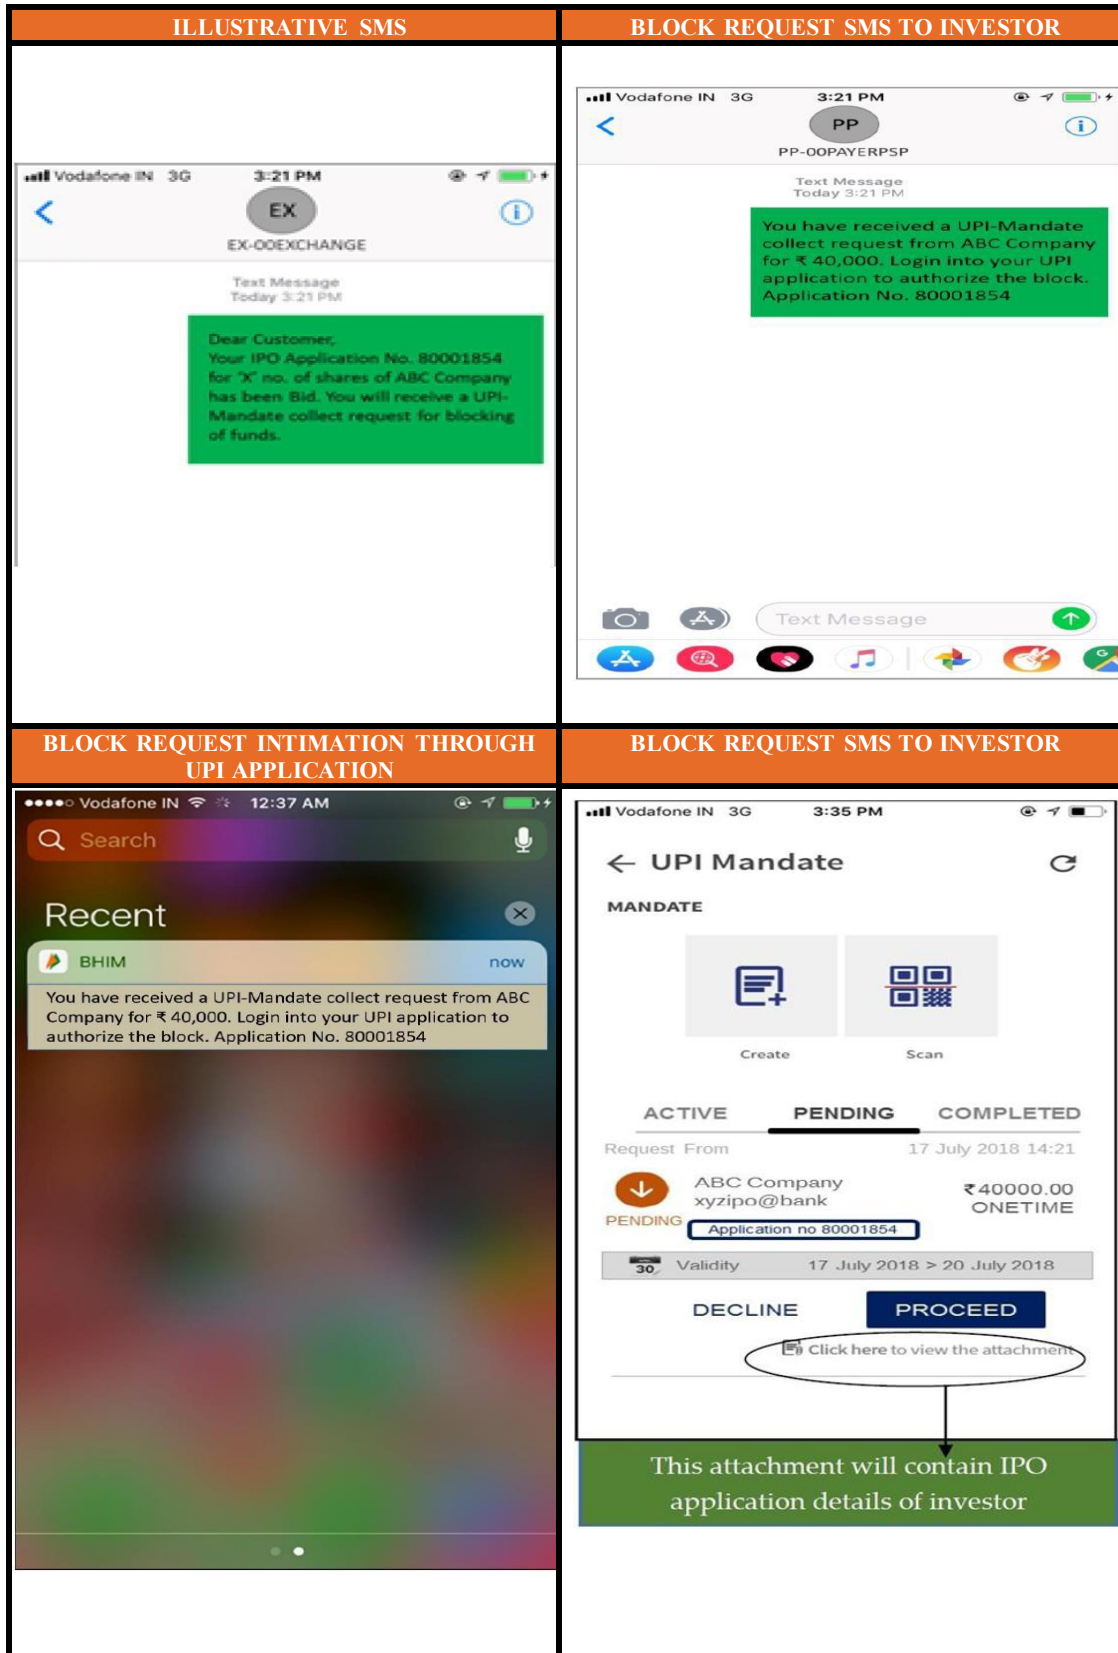 ILLUSTRATIVE SMS
BLOCK REQUEST SMS TO INVESTOR
Vodafone IN 3G 3:21 PM
EX
EX-00EXCHANGE
Text Message
Today 3:21 PM
Dear Customer,
Your IPO Application No. 80001854
for 'X' no. of shares of ABC Company
has been Bid. You will receive a UPI-
Mandate collect request for blocking
of funds.
Vodafone IN 3G 3:21 PM
PP
PP-00PAYERPSP
Text Message
Today 3:21 PM
You have received a UPI-Mandate
collect request from ABC Company
for ₹ 40,000. Login into your UPI
application to authorize the block.
Application No. 80001854
Text Message
BLOCK REQUEST INTIMATION THROUGH
UPI APPLICATION
BLOCK REQUEST SMS TO INVESTOR
Vodafone IN 12:37 AM
Search
Recent
BHIM now
You have received a UPI-Mandate collect request from ABC
Company for ₹ 40,000. Login into your UPI application to
authorize the block. Application No. 80001854
Vodafone IN 3G 3:35 PM
UPI Mandate
MANDATE
Create Scan
ACTIVE PENDING COMPLETED
Request From 17 July 2018 14:21
ABC Company ₹40000.00
xyzipo@bank ONETIME
PENDING
Application no 80001854
30 Validity 17 July 2018 > 20 July 2018
DECLINE PROCEED
Click here to view the attachment
This attachment will contain IPO
application details of investor